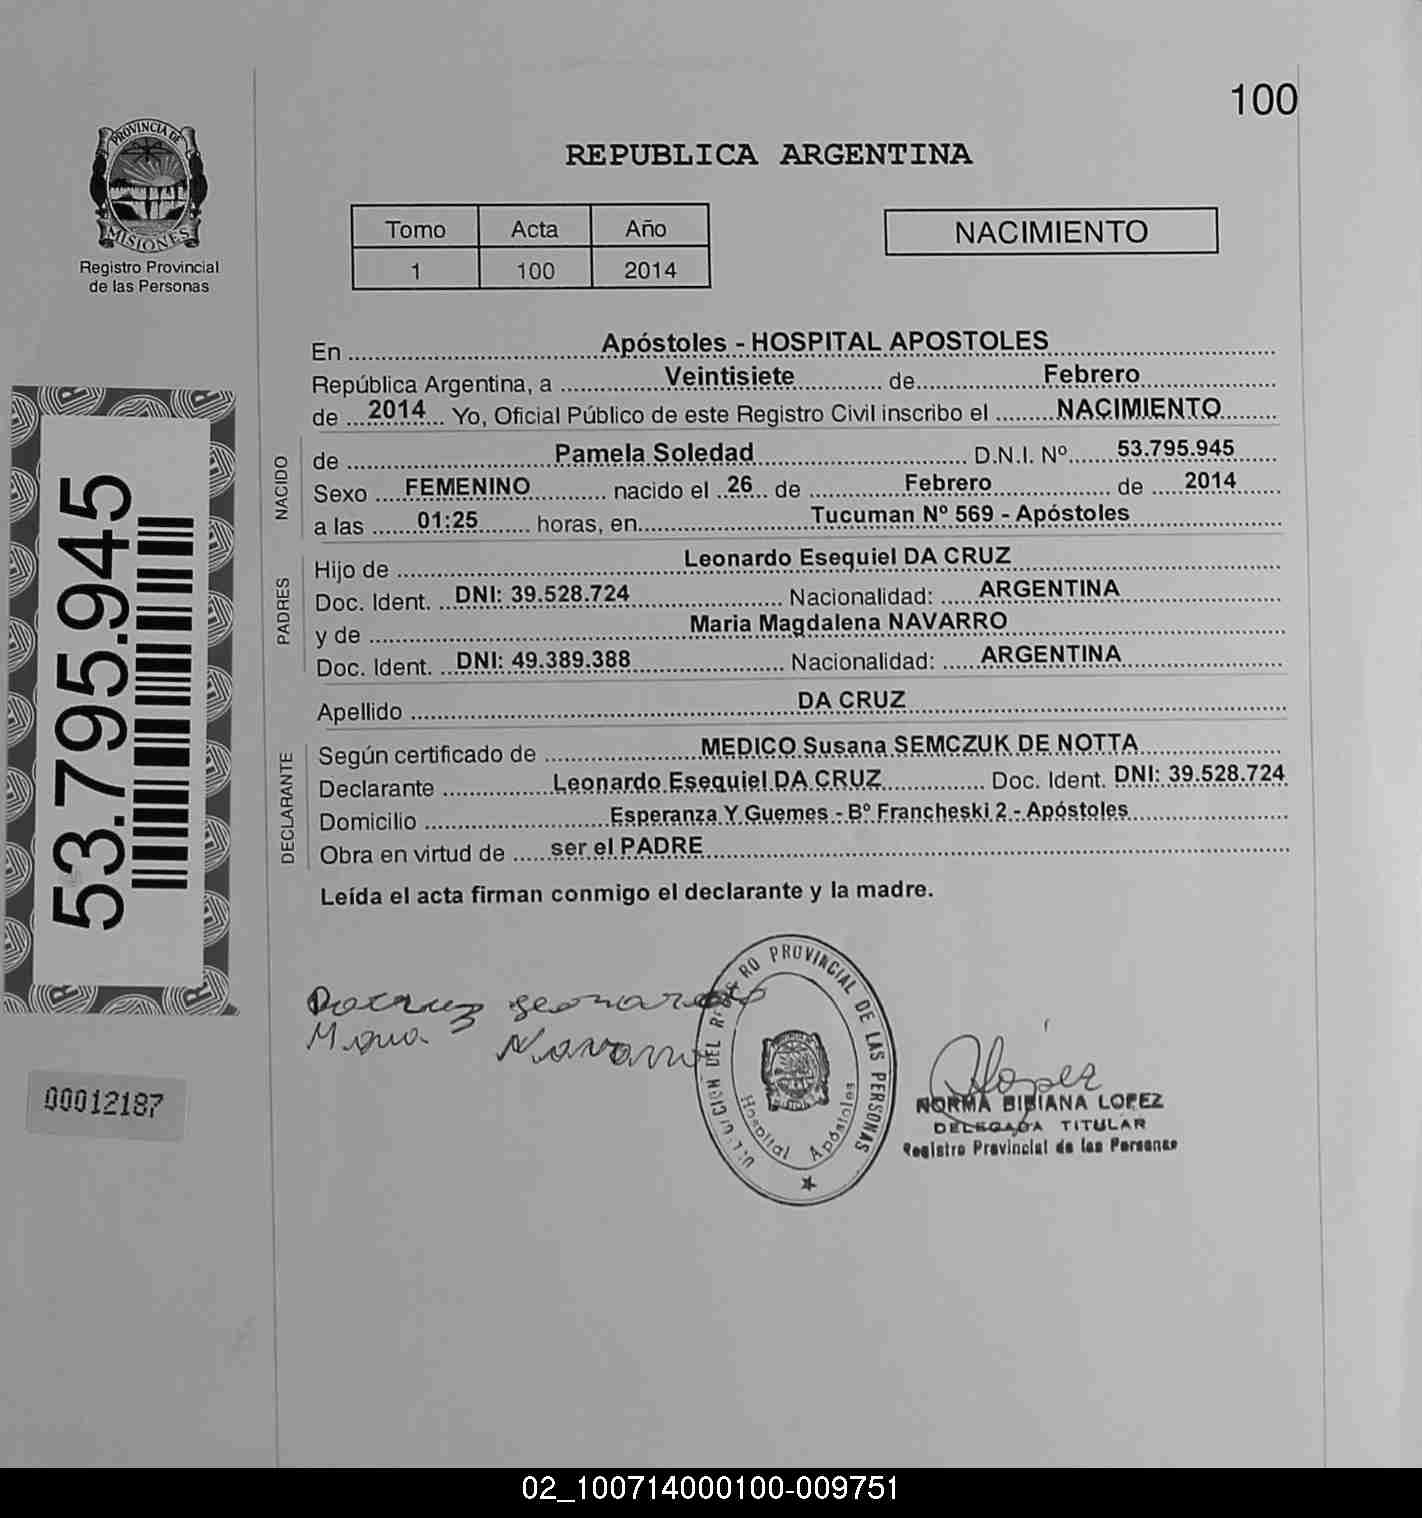 100
PROVINCIA DE
MISIONES
Registro Provincial
de las Personas
REPUBLICA ARGENTINA
Tomo Acta Año
1 100 2014
NACIMIENTO
En Apóstoles - HOSPITAL APOSTOLES
República Argentina, a Veintisiete de Febrero
de 2014 Yo, Oficial Público de este Registro Civil inscribo el NACIMIENTO
NACIDO
de Pamela Soledad D.N.I. Nº 53.795.945
Sexo FEMENINO nacido el 26 de Febrero de 2014
a las 01:25 horas, en Tucuman Nº 569 - Apóstoles
PADRES
Hijo de Leonardo Esequiel DA CRUZ
Doc. Ident. DNI: 39.528.724 Nacionalidad: ARGENTINA
y de Maria Magdalena NAVARRO
Doc. Ident. DNI: 49.389.388 Nacionalidad: ARGENTINA
Apellido DA CRUZ
DECLARANTE
Según certificado de MEDICO Susana SEMCZUK DE NOTTA
Declarante Leonardo Esequiel DA CRUZ Doc. Ident. DNI: 39.528.724
Domicilio Esperanza Y Guemes - Bº Francheski 2 - Apóstoles
Obra en virtud de ser el PADRE
Leída el acta firman conmigo el declarante y la madre.
53.795.945
00012187
Navarro
PROVINCIAL DE LAS PERSONAS
Hospital Apóstoles
López
NORMA BIBIANA LOPEZ
DELEGADA TITULAR
Registro Provincial de las Personas
02_100714000100-009751